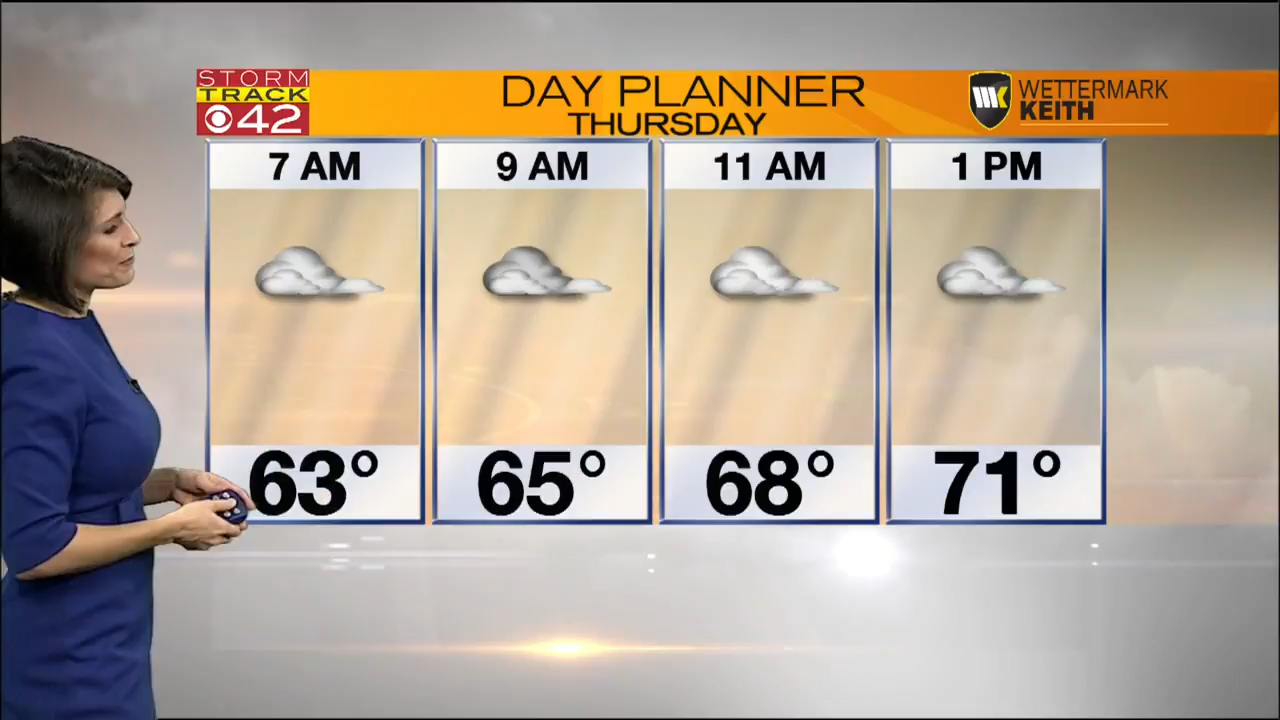 STORM
TRACK
42
DAY PLANNER
THURSDAY
WK
WETTERMARK
KEITH
7 AM
9 AM
11 AM
1 PM
63°
65°
68°
71°